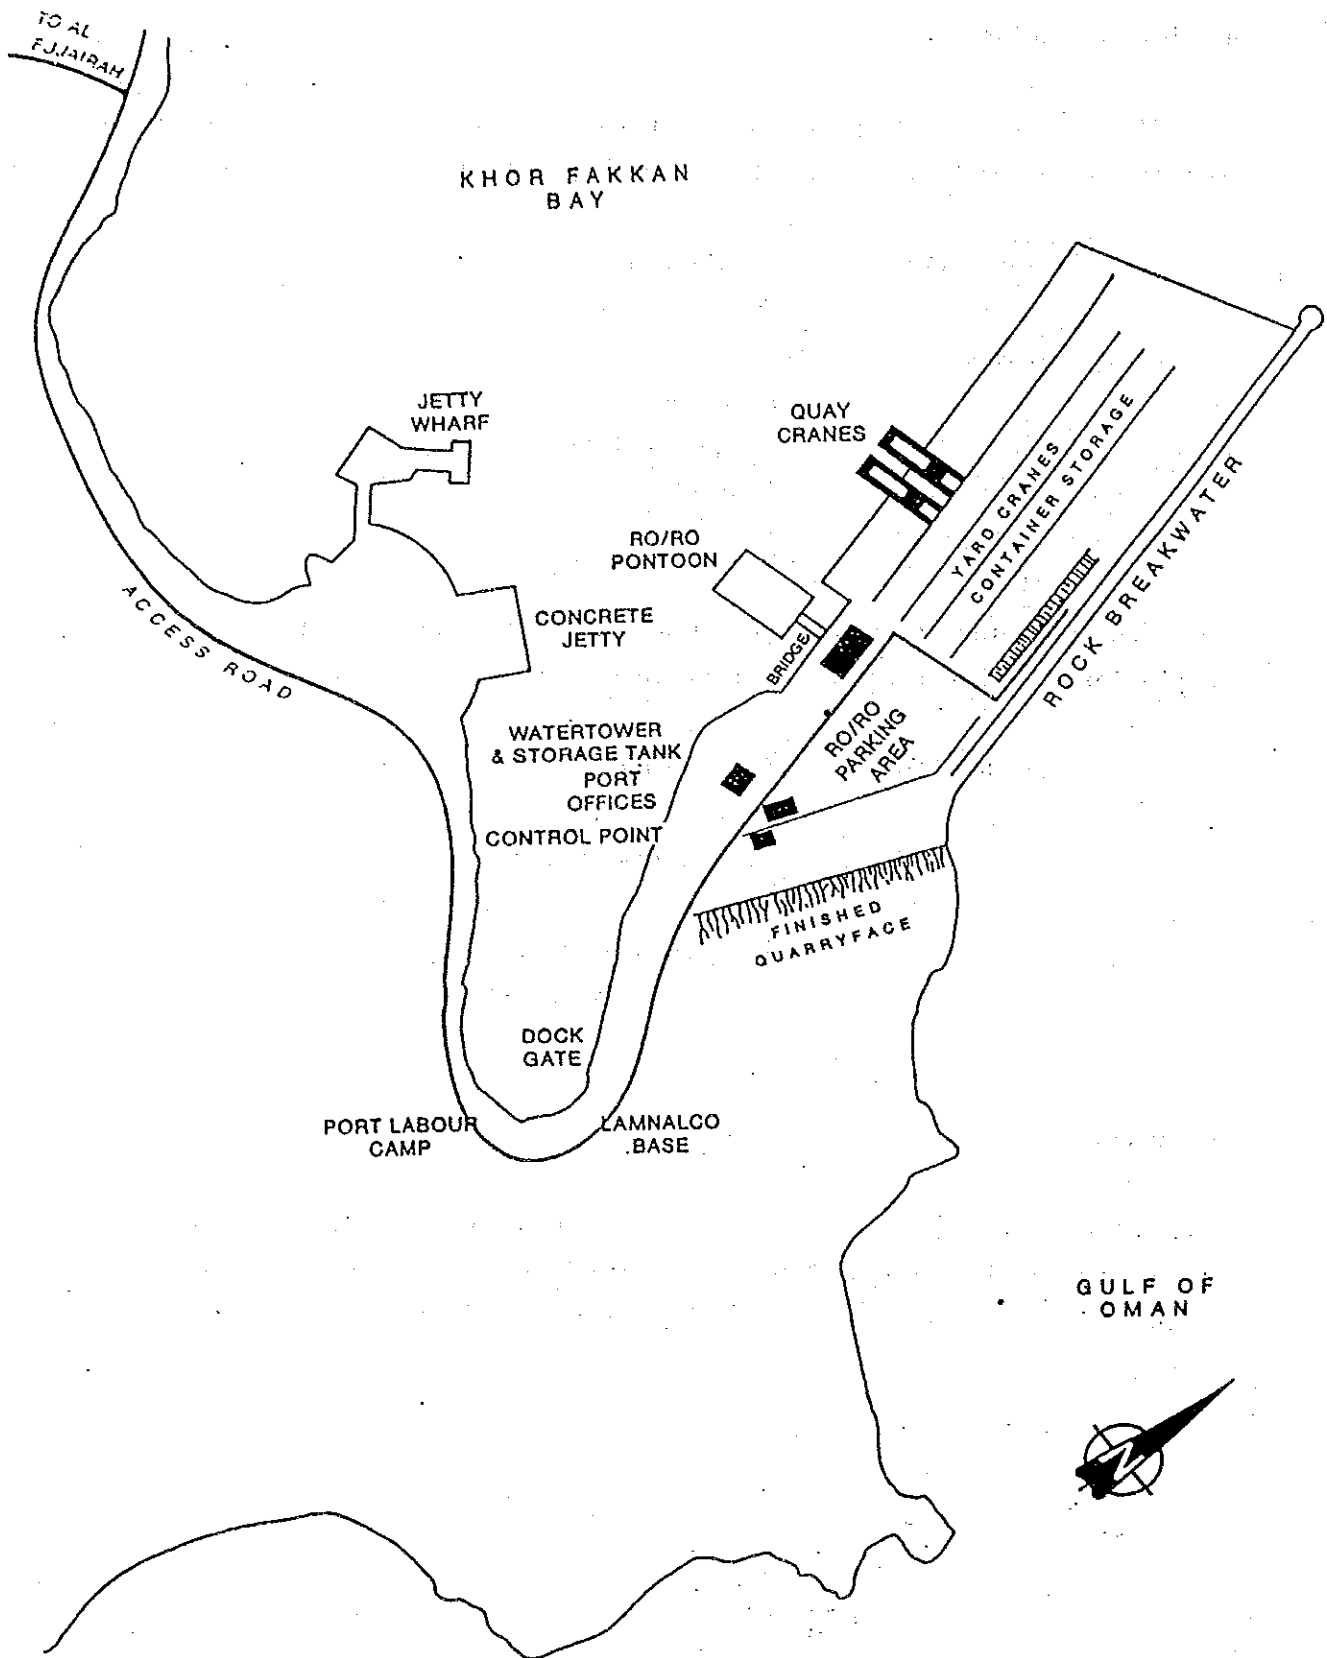 TO AL
FUJAIRAH
KHOR FAKKAN
BAY
JETTY
WHARF
QUAY
CRANES
YARD CRANES
CONTAINER STORAGE
ROCK BREAKWATER
RO/RO
PONTOON
BRIDGE
CONCRETE
JETTY
ACCESS ROAD
WATERTOWER
& STORAGE TANK
PORT
OFFICES
CONTROL POINT
RO/RO
PARKING
AREA
FINISHED
QUARRYFACE
DOCK
GATE
PORT LABOUR
CAMP
LAMNALCO
BASE
GULF OF
OMAN
N